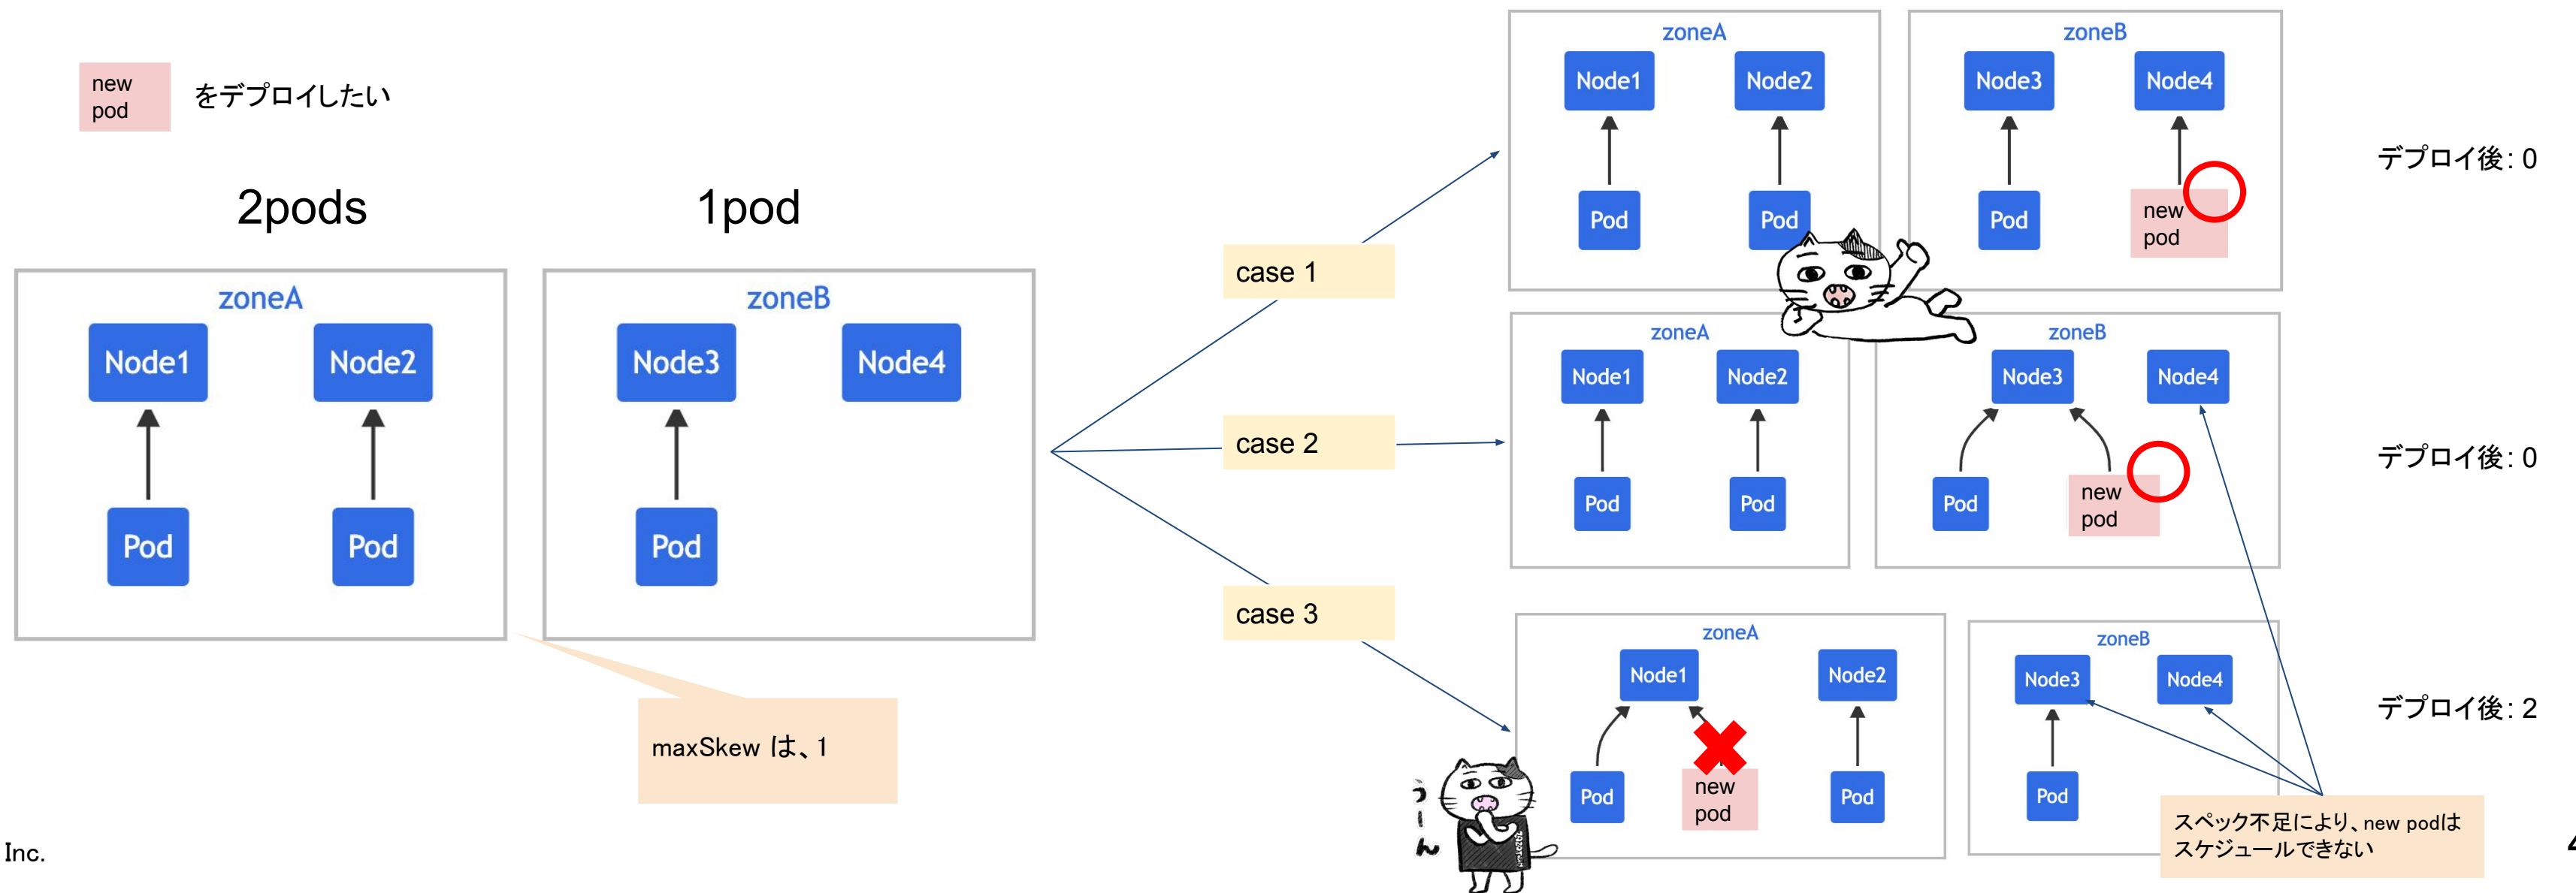 new
pod
をデプロイしたい
2pods
1pod
zoneA
Node1
Node2
Pod
Pod
zoneB
Node3
Node4
Pod
maxSkew は、1
case 1
case 2
case 3
zoneA
Node1
Node2
Pod
Pod
zoneB
Node3
Node4
Pod
new
pod
デプロイ後: 0
zoneA
Node1
Node2
Pod
Pod
zoneB
Node3
Node4
Pod
new
pod
デプロイ後: 0
zoneA
Node1
Node2
Pod
new
pod
Pod
zoneB
Node3
Node4
Pod
デプロイ後: 2
スペック不足により、new podは
スケジュールできない
うーん
Inc.